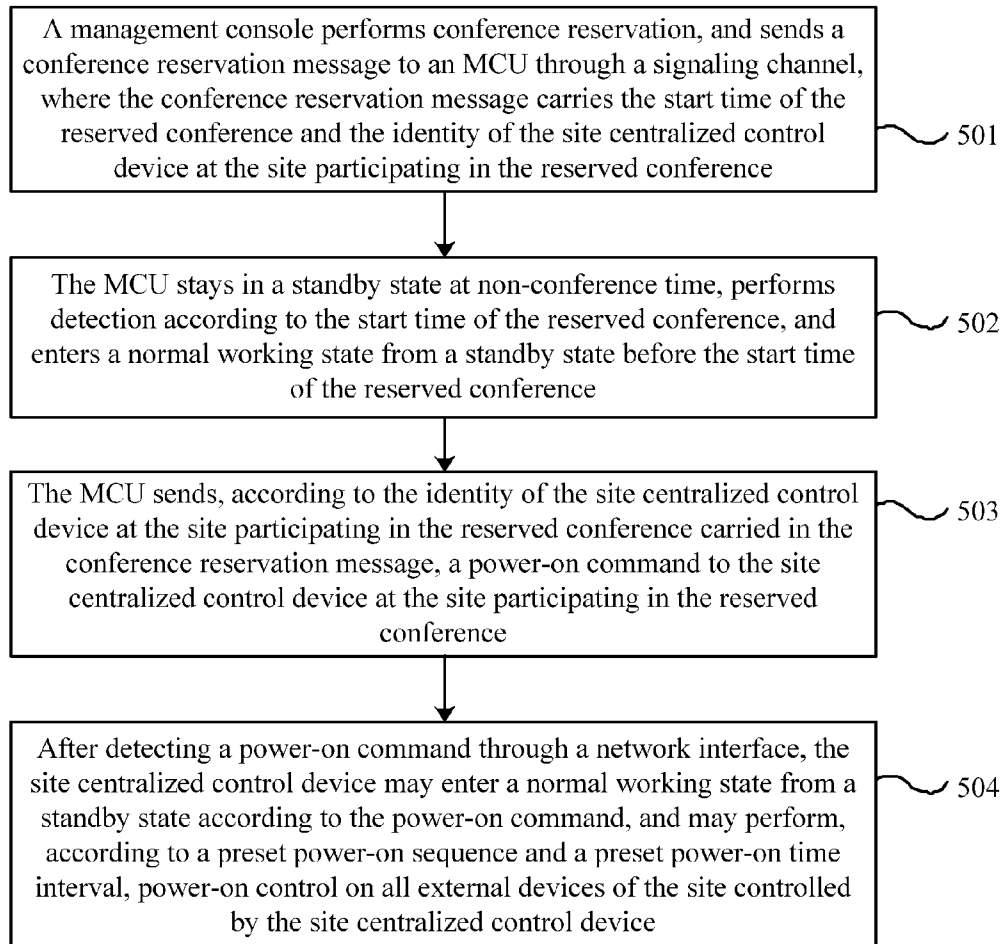 A management console performs conference reservation, and sends a
conference reservation message to an MCU through a signaling channel,
where the conference reservation message carries the start time of the
reserved conference and the identity of the site centralized control
device at the site participating in the reserved conference
501
The MCU stays in a standby state at non-conference time, performs
detection according to the start time of the reserved conference, and
enters a normal working state from a standby state before the start time
of the reserved conference
502
The MCU sends, according to the identity of the site centralized control
device at the site participating in the reserved conference carried in the
conference reservation message, a power-on command to the site
centralized control device at the site participating in the reserved
conference
503
After detecting a power-on command through a network interface, the
site centralized control device may enter a normal working state from a
standby state according to the power-on command, and may perform,
according to a preset power-on sequence and a preset power-on time
interval, power-on control on all external devices of the site controlled
by the site centralized control device
504